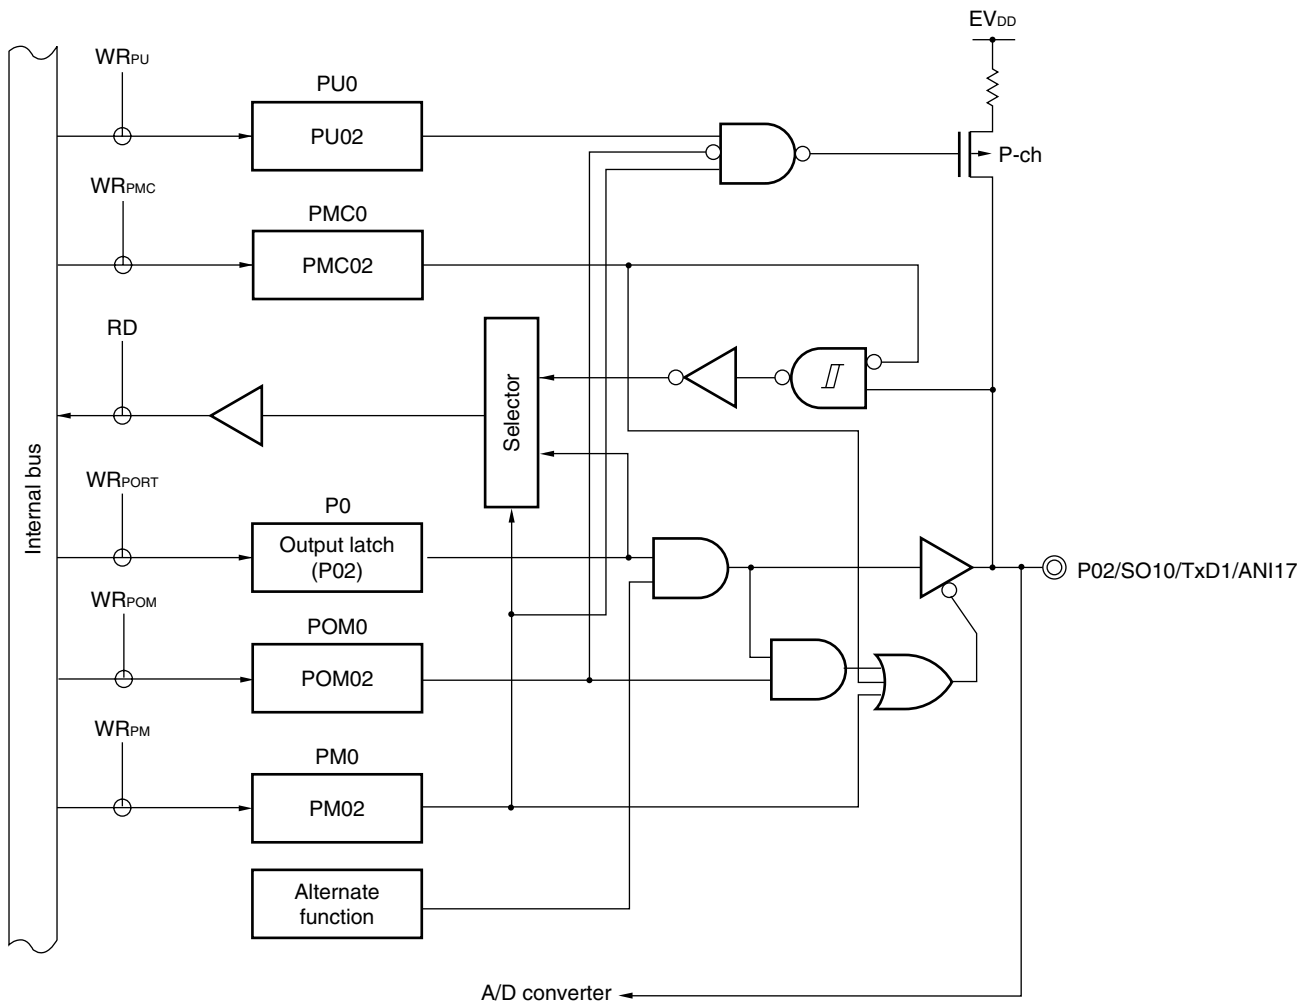 EVDD
WRPU
PU0
PU02
P-ch
WRPMC
PMC0
PMC02
RD
Selector
Internal bus
WRPORT
P0
Output latch
(P02)
P02/SO10/TxD1/ANI17
WRPOM
POM0
POM02
WRPM
PM0
PM02
Alternate
function
A/D converter